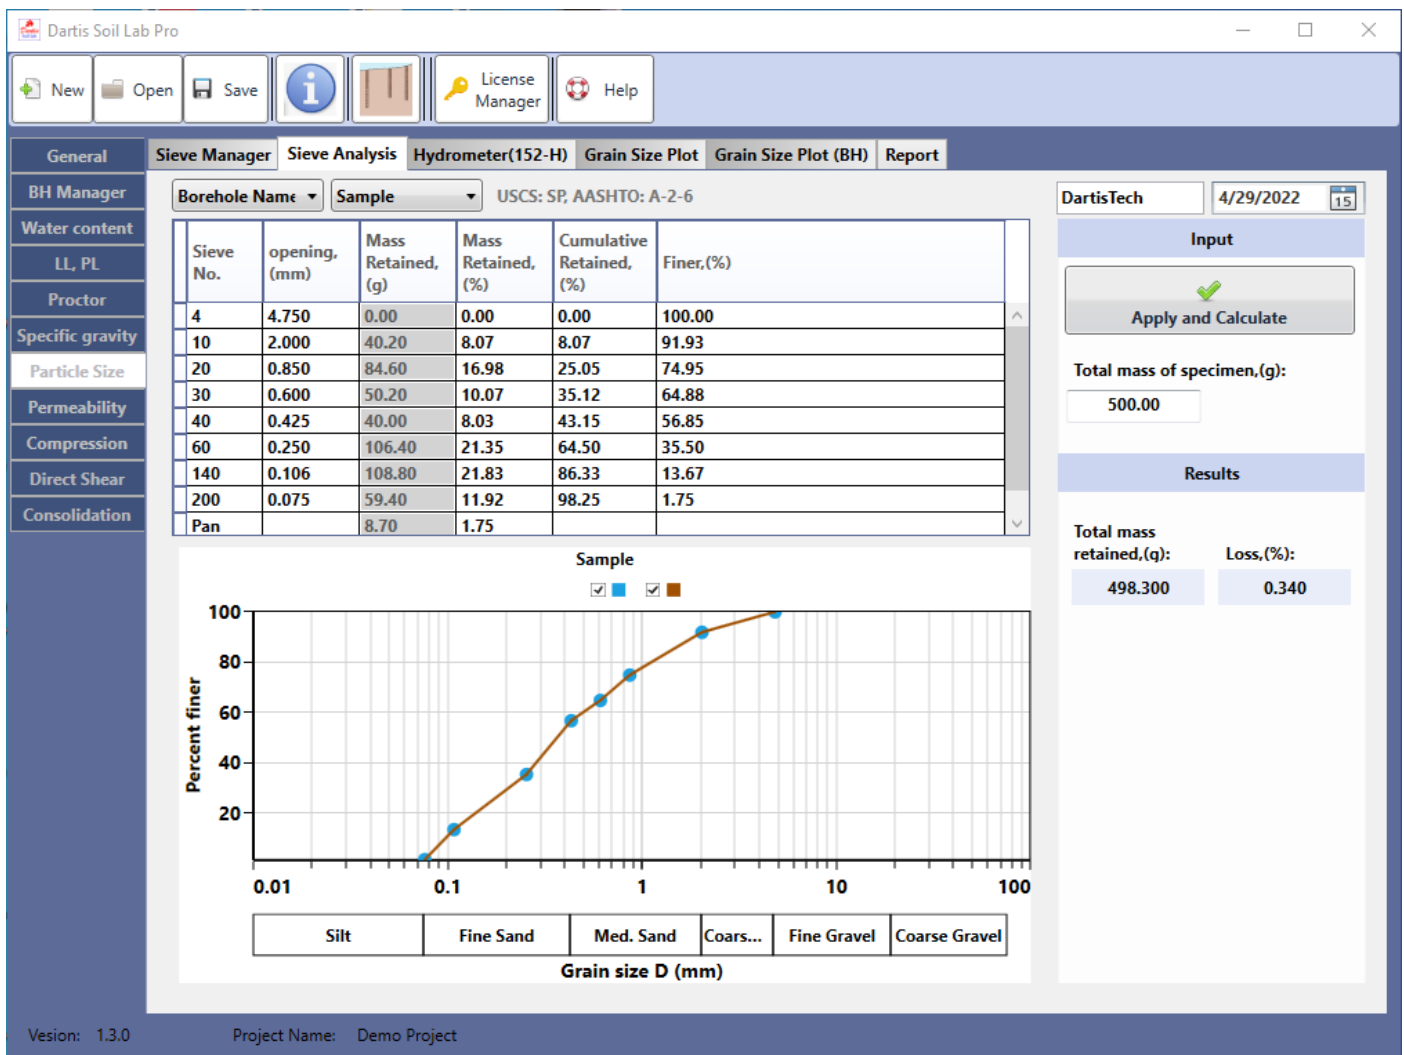 Dartis Soil Lab Pro
New Open Save License Manager Help
General
BH Manager
Water content
LL, PL
Proctor
Specific gravity
Particle Size
Permeability
Compression
Direct Shear
Consolidation
Sieve Manager Sieve Analysis Hydrometer(152-H) Grain Size Plot Grain Size Plot (BH) Report
Borehole Name Sample USCS: SP, AASHTO: A-2-6
Sieve No. opening, (mm) Mass Retained, (g) Mass Retained, (%) Cumulative Retained, (%) Finer,(%)
4 4.750 0.00 0.00 0.00 100.00
10 2.000 40.20 8.07 8.07 91.93
20 0.850 84.60 16.98 25.05 74.95
30 0.600 50.20 10.07 35.12 64.88
40 0.425 40.00 8.03 43.15 56.85
60 0.250 106.40 21.35 64.50 35.50
140 0.106 108.80 21.83 86.33 13.67
200 0.075 59.40 11.92 98.25 1.75
Pan 8.70 1.75
DartisTech 4/29/2022 15
Input
Apply and Calculate
Total mass of specimen,(g):
500.00
Results
Total mass retained,(g): Loss,(%):
498.300 0.340
Sample
100
80
60
40
20
Percent finer
0.01 0.1 1 10 100
Silt Fine Sand Med. Sand Coars... Fine Gravel Coarse Gravel
Grain size D (mm)
Vesion: 1.3.0 Project Name: Demo Project